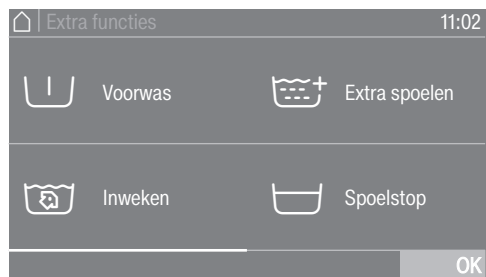 Extra functies 11:02
Voorwas Extra spoelen
Inweken Spoelstop
OK